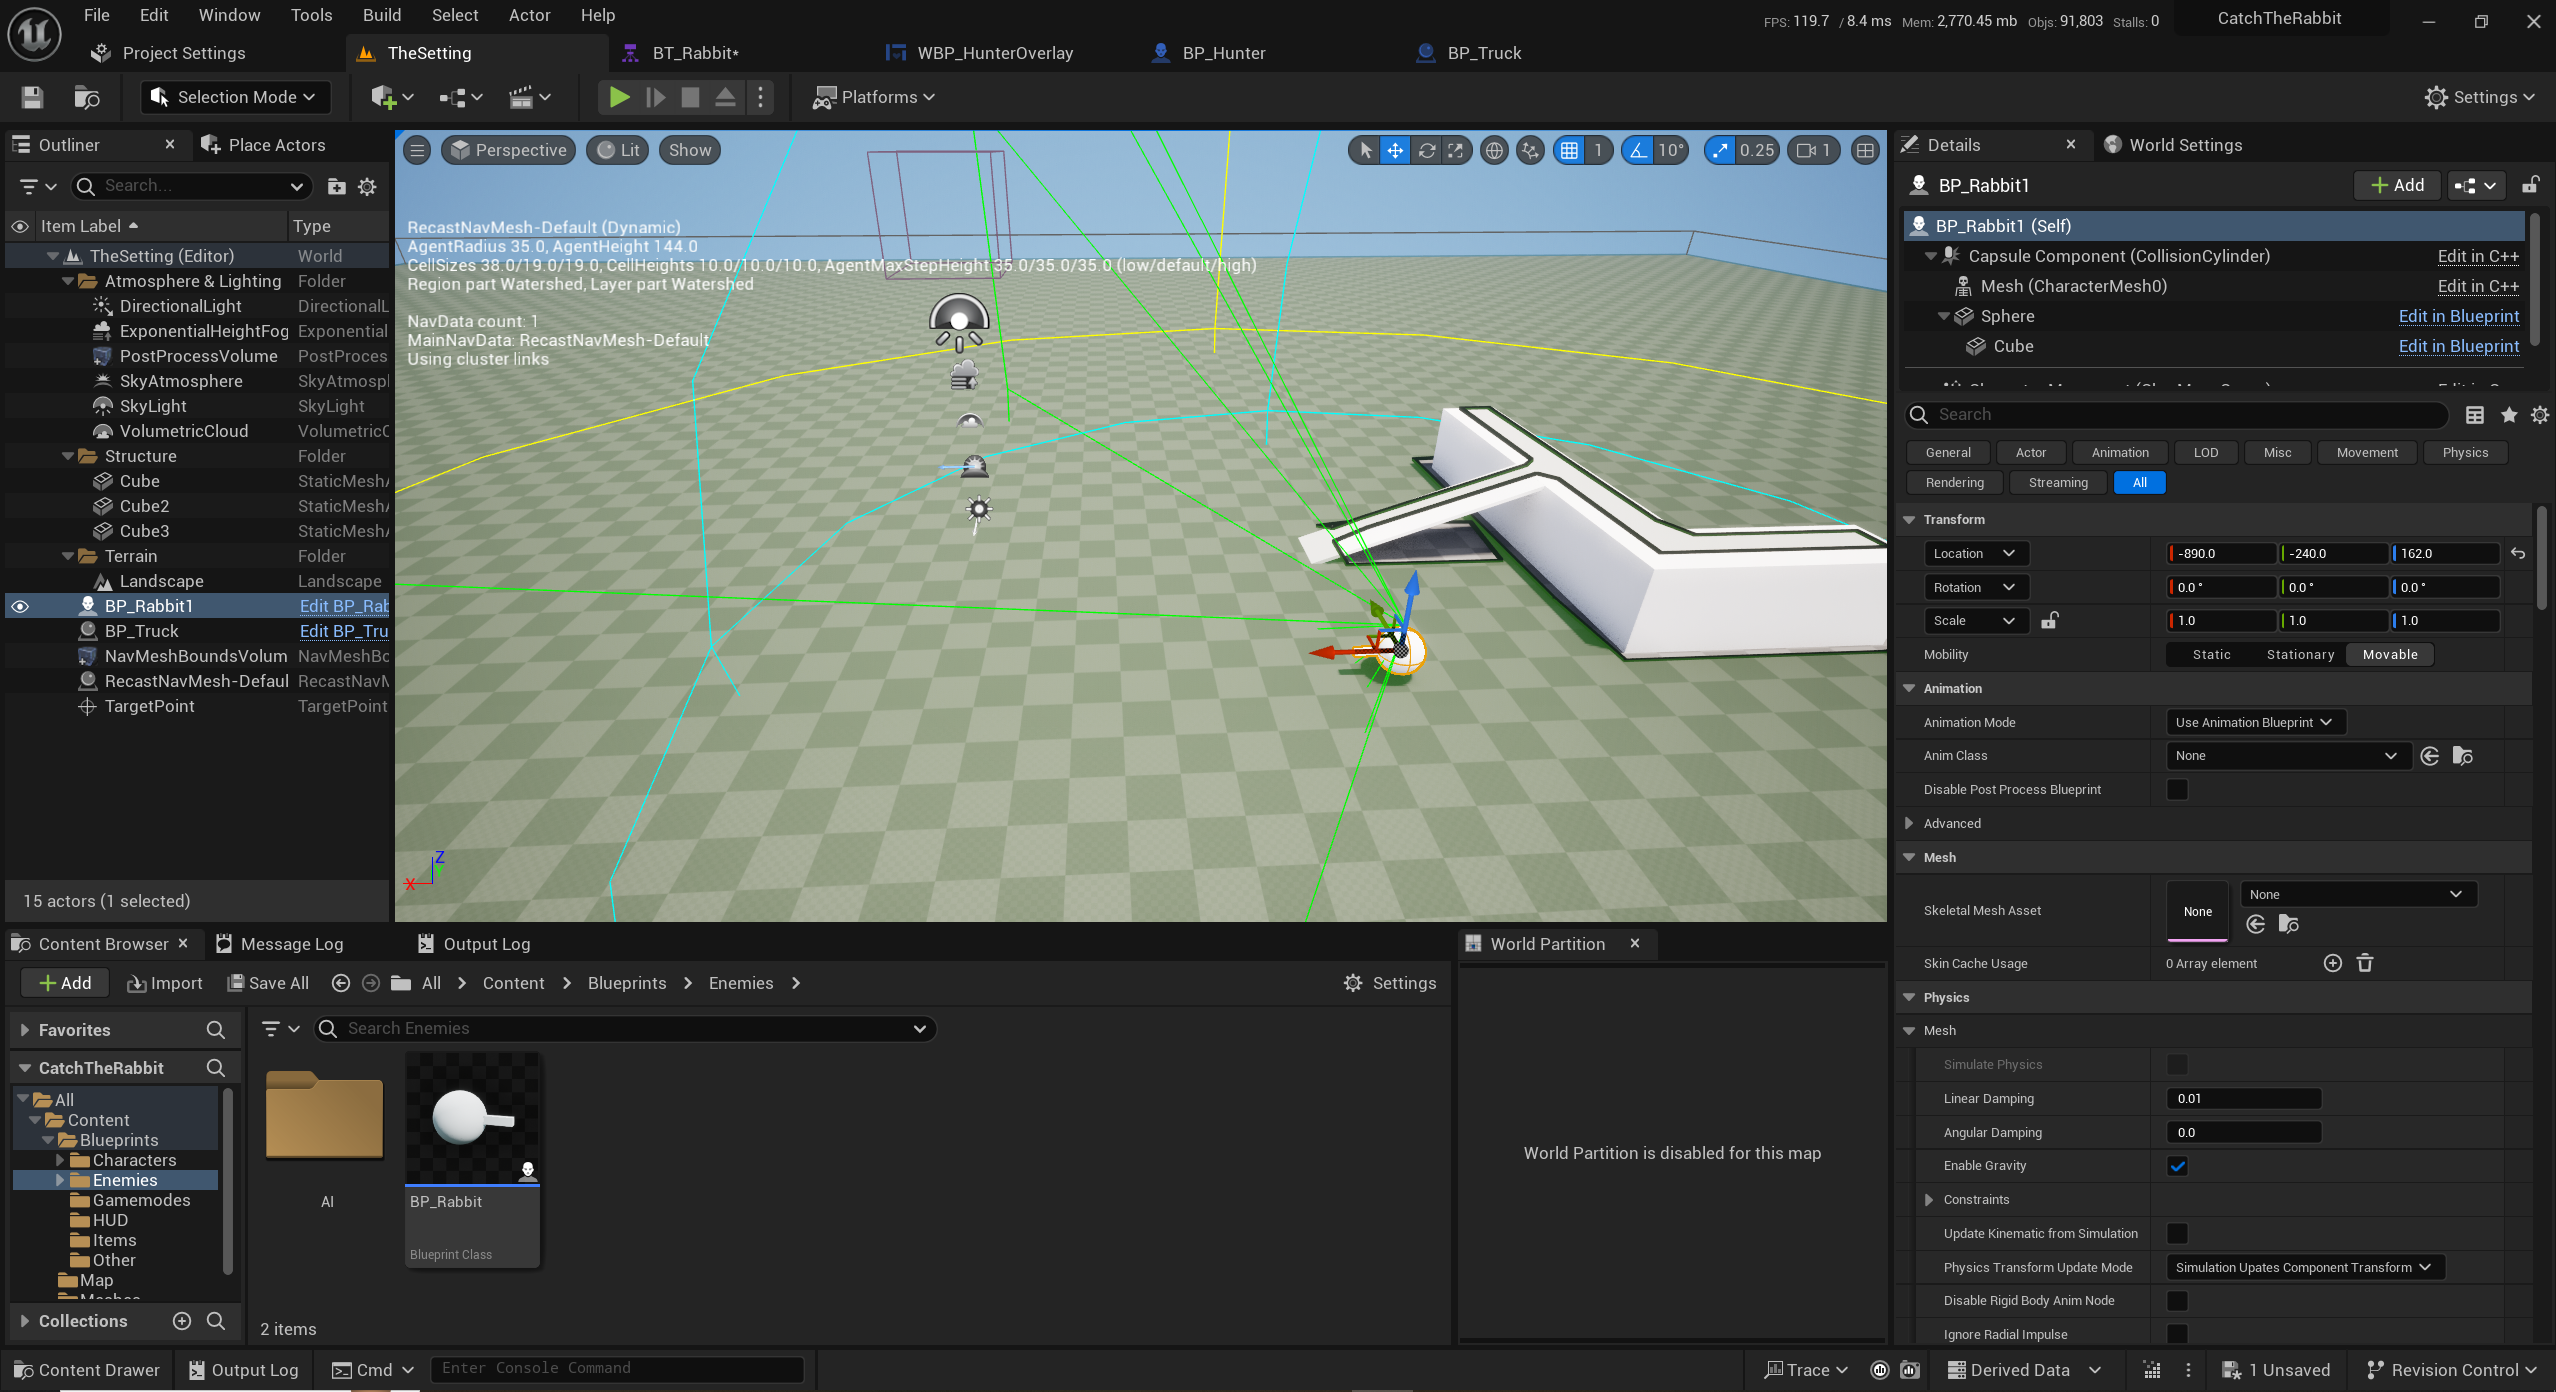 File Edit Window Tools Build Select Actor Help
FPS: 119.7 / 8.4 ms Mem: 2,770.45 mb Objs: 91,803 Stalls: 0
CatchTheRabbit
Project Settings
TheSetting
BT_Rabbit*
WBP_HunterOverlay
BP_Hunter
BP_Truck
Selection Mode
Platforms
Settings
Outliner
Place Actors
Search...
Item Label Type
TheSetting (Editor) World
Atmosphere & Lighting Folder
DirectionalLight DirectionalL
ExponentialHeightFog Exponential
PostProcessVolume PostProces
SkyAtmosphere SkyAtmosp
SkyLight SkyLight
VolumetricCloud VolumetricC
Structure Folder
Cube StaticMesh
Cube2 StaticMesh
Cube3 StaticMesh
Terrain Folder
Landscape Landscape
BP_Rabbit1 Edit BP_Rab
BP_Truck Edit BP_Tru
NavMeshBoundsVolum NavMeshBo
RecastNavMesh-Defaul RecastNavM
TargetPoint TargetPoint
15 actors (1 selected)
Perspective
Lit
Show
1
10°
0.25
1
RecastNavMesh-Default (Dynamic)
AgentRadius 35.0, AgentHeight 144.0
CellSizes 38.0/19.0/19.0, CellHeights 10.0/10.0/10.0, AgentMaxStepHeight 35.0/35.0/35.0 (low/default/high)
Region part Watershed, Layer part Watershed
NavData count: 1
MainNavData: RecastNavMesh-Default
Using cluster links
Z
Y
X
Details
World Settings
BP_Rabbit1
Add
BP_Rabbit1 (Self)
Capsule Component (CollisionCylinder) Edit in C++
Mesh (CharacterMesh0) Edit in C++
Sphere Edit in Blueprint
Cube Edit in Blueprint
Search
General Actor Animation LOD Misc Movement Physics
Rendering Streaming All
Transform
Location -890.0 -240.0 162.0
Rotation 0.0 ° 0.0 ° 0.0 °
Scale 1.0 1.0 1.0
Mobility Static Stationary Movable
Animation
Animation Mode Use Animation Blueprint
Anim Class None
Disable Post Process Blueprint
Advanced
Mesh
Skeletal Mesh Asset None None
Skin Cache Usage 0 Array element
Physics
Mesh
Simulate Physics
Linear Damping 0.01
Angular Damping 0.0
Enable Gravity
Constraints
Update Kinematic from Simulation
Physics Transform Update Mode Simulation Upates Component Transform
Disable Rigid Body Anim Node
Ignore Radial Impulse
Content Browser
Message Log
Output Log
Add
Import
Save All
All > Content > Blueprints > Enemies >
Settings
Favorites
CatchTheRabbit
All
Content
Blueprints
Characters
Enemies
Gamemodes
HUD
Items
Other
Map
Collections
Search Enemies
AI
BP_Rabbit
Blueprint Class
2 items
World Partition
World Partition is disabled for this map
Content Drawer
Output Log
Cmd
Enter Console Command
Trace
Derived Data
1 Unsaved
Revision Control